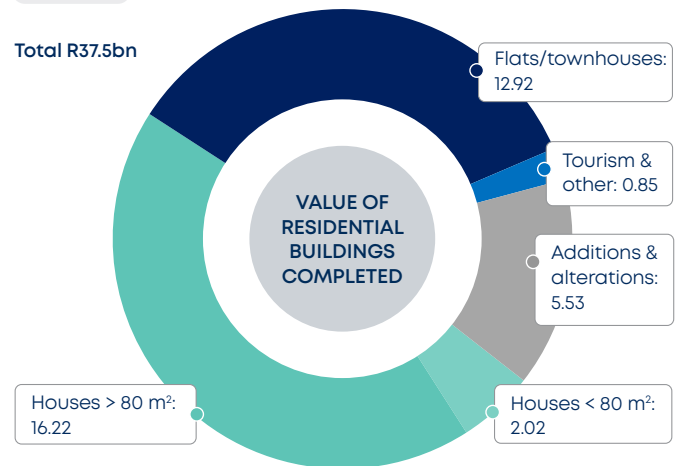 Total R37.5bn
Flats/townhouses:
12.92
Tourism &
other: 0.85
VALUE OF
RESIDENTIAL
BUILDINGS
COMPLETED
Additions &
alterations:
5.53
Houses > 80 m²:
16.22
Houses < 80 m²:
2.02